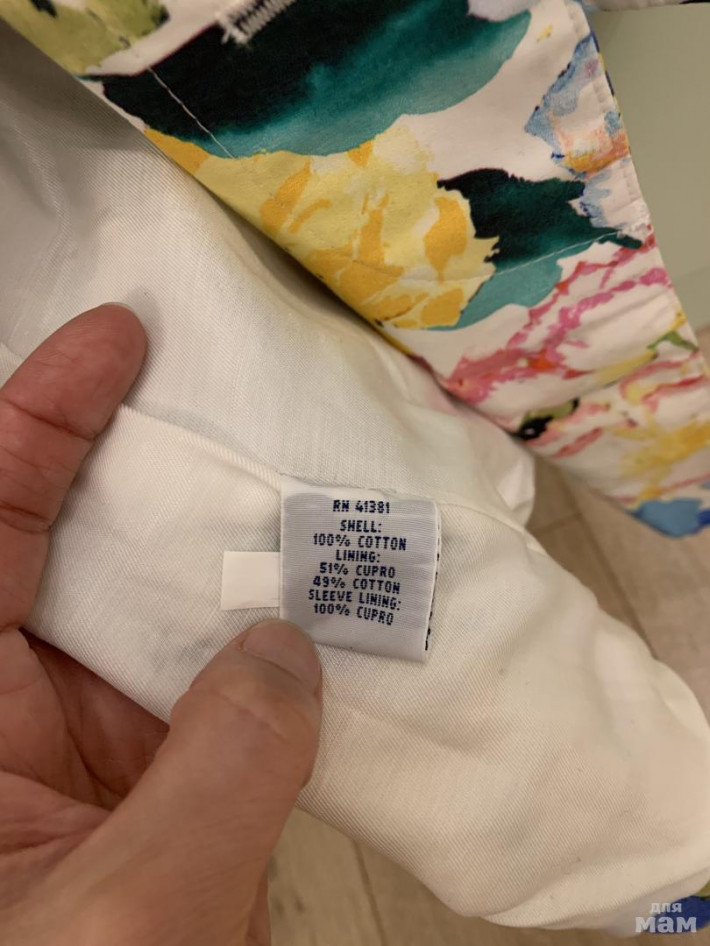 RN 41381
SHELL:
100% COTTON
LINING:
51% CUPRO
49% COTTON
SLEEVE LINING:
100% CUPRO
для
мам